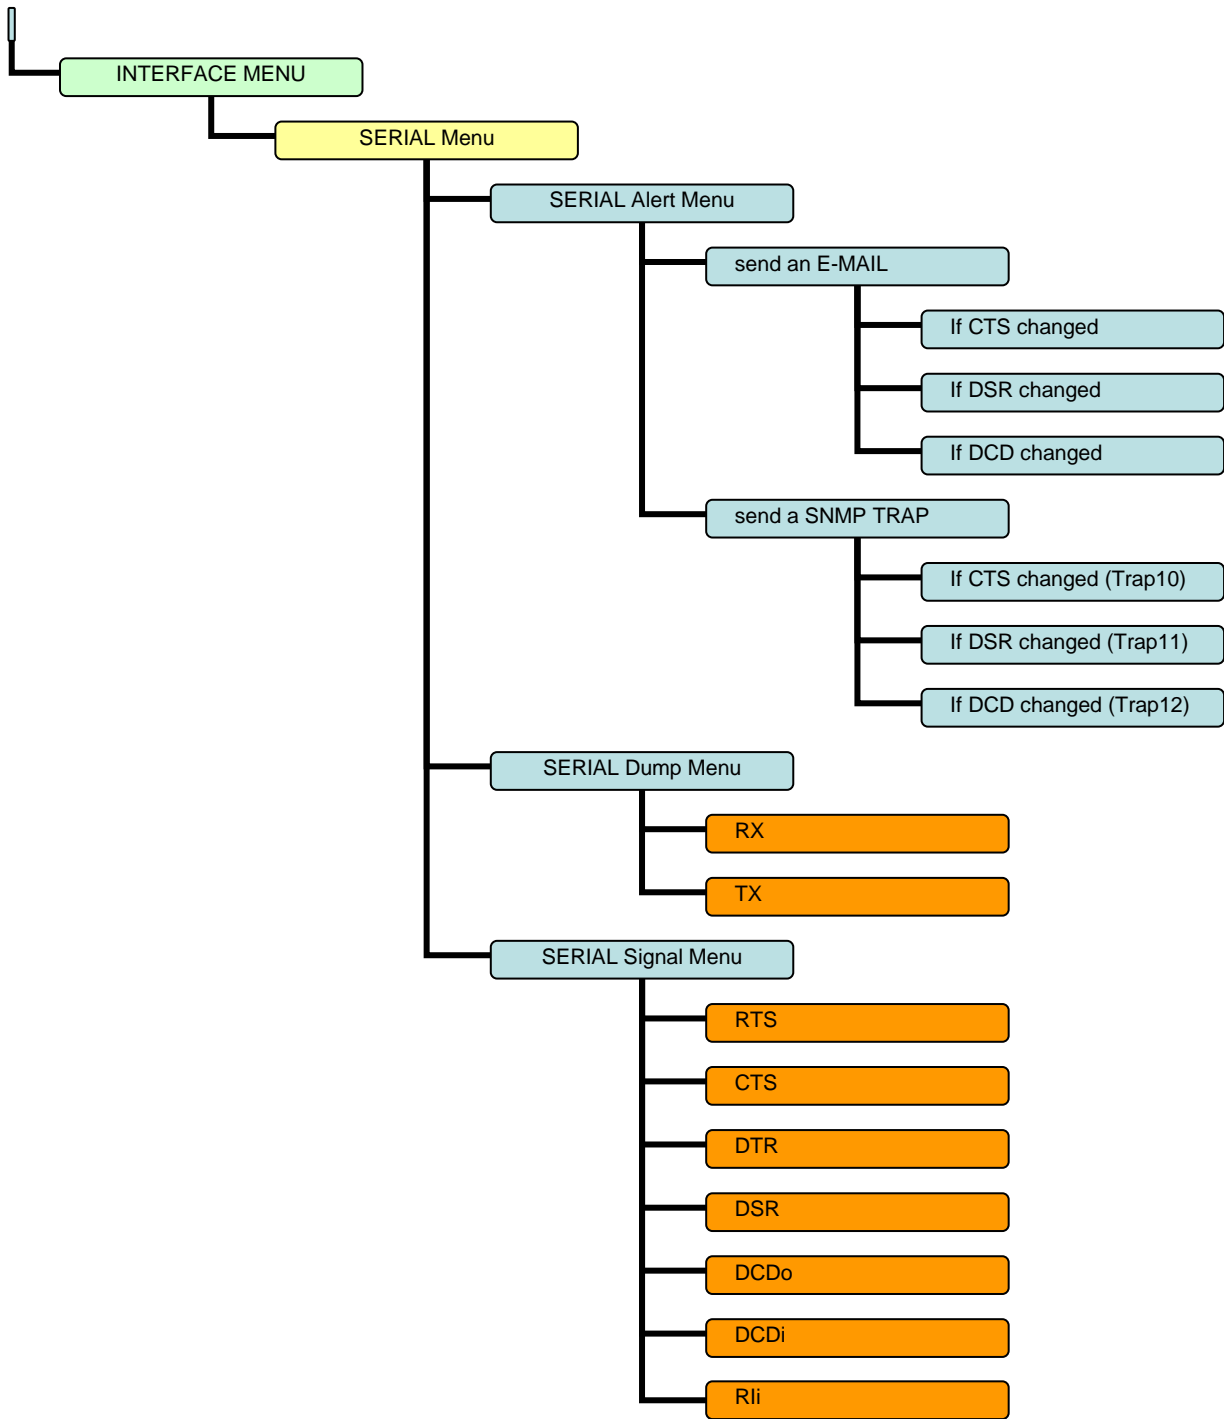 INTERFACE MENU
SERIAL Menu
SERIAL Alert Menu
send an E-MAIL
If CTS changed
If DSR changed
If DCD changed
send a SNMP TRAP
If CTS changed (Trap10)
If DSR changed (Trap11)
If DCD changed (Trap12)
SERIAL Dump Menu
RX
TX
SERIAL Signal Menu
RTS
CTS
DTR
DSR
DCDo
DCDi
RIi